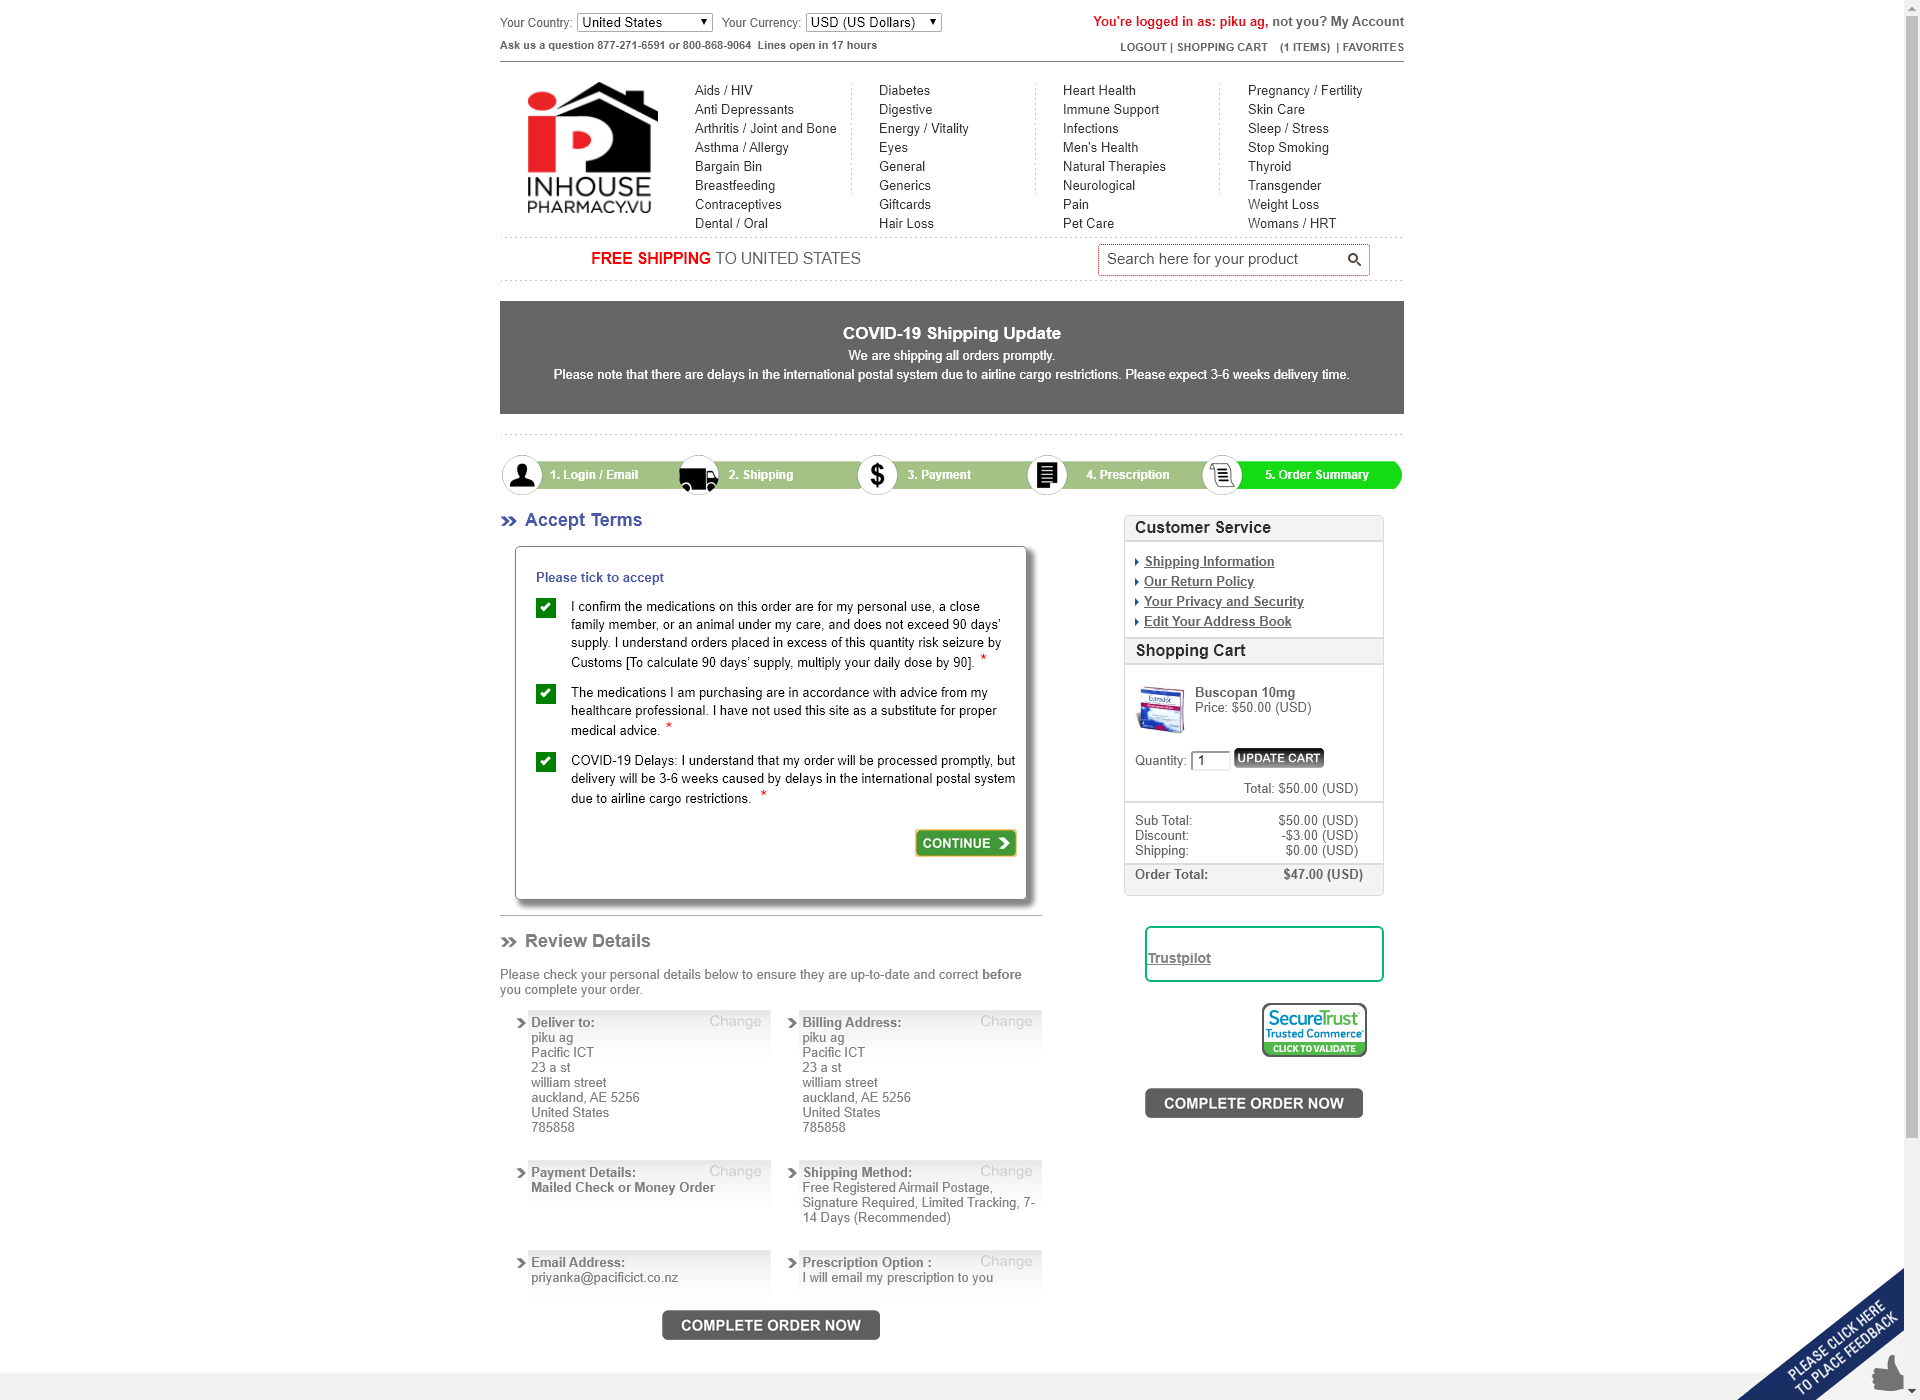 Your Country: United States Your Currency: USD (US Dollars)
You're logged in as: piku ag, not you? My Account
Ask us a question 877-271-6591 or 800-868-9064 Lines open in 17 hours
LOGOUT | SHOPPING CART (1 ITEMS) | FAVORITES
iP
INHOUSE
PHARMACY.VU
Aids / HIV
Anti Depressants
Arthritis / Joint and Bone
Asthma / Allergy
Bargain Bin
Breastfeeding
Contraceptives
Dental / Oral
Diabetes
Digestive
Energy / Vitality
Eyes
General
Generics
Giftcards
Hair Loss
Heart Health
Immune Support
Infections
Men's Health
Natural Therapies
Neurological
Pain
Pet Care
Pregnancy / Fertility
Skin Care
Sleep / Stress
Stop Smoking
Thyroid
Transgender
Weight Loss
Womans / HRT
FREE SHIPPING TO UNITED STATES
Search here for your product
COVID-19 Shipping Update
We are shipping all orders promptly.
Please note that there are delays in the international postal system due to airline cargo restrictions. Please expect 3-6 weeks delivery time.
1. Login / Email
2. Shipping
$ 3. Payment
4. Prescription
5. Order Summary
Accept Terms
Please tick to accept
I confirm the medications on this order are for my personal use, a close
family member, or an animal under my care, and does not exceed 90 days'
supply. I understand orders placed in excess of this quantity risk seizure by
Customs [To calculate 90 days' supply, multiply your daily dose by 90]. *
The medications I am purchasing are in accordance with advice from my
healthcare professional. I have not used this site as a substitute for proper
medical advice. *
COVID-19 Delays: I understand that my order will be processed promptly, but
delivery will be 3-6 weeks caused by delays in the international postal system
due to airline cargo restrictions. *
CONTINUE
Review Details
Please check your personal details below to ensure they are up-to-date and correct before
you complete your order.
Deliver to: Change
piku ag
Pacific ICT
23 a st
william street
auckland, AE 5256
United States
785858
Billing Address: Change
piku ag
Pacific ICT
23 a st
william street
auckland, AE 5256
United States
785858
Payment Details: Change
Mailed Check or Money Order
Shipping Method: Change
Free Registered Airmail Postage,
Signature Required, Limited Tracking, 7-
14 Days (Recommended)
Email Address:
priyanka@pacificict.co.nz
Prescription Option : Change
I will email my prescription to you
COMPLETE ORDER NOW
Customer Service
Shipping Information
Our Return Policy
Your Privacy and Security
Edit Your Address Book
Shopping Cart
Estradot
Buscopan 10mg
Price: $50.00 (USD)
Quantity: 1 UPDATE CART
Total: $50.00 (USD)
Sub Total: $50.00 (USD)
Discount: -$3.00 (USD)
Shipping: $0.00 (USD)
Order Total: $47.00 (USD)
Trustpilot
SecureTrust
Trusted Commerce
CLICK TO VALIDATE
COMPLETE ORDER NOW
PLEASE CLICK HERE
TO PLACE FEEDBACK